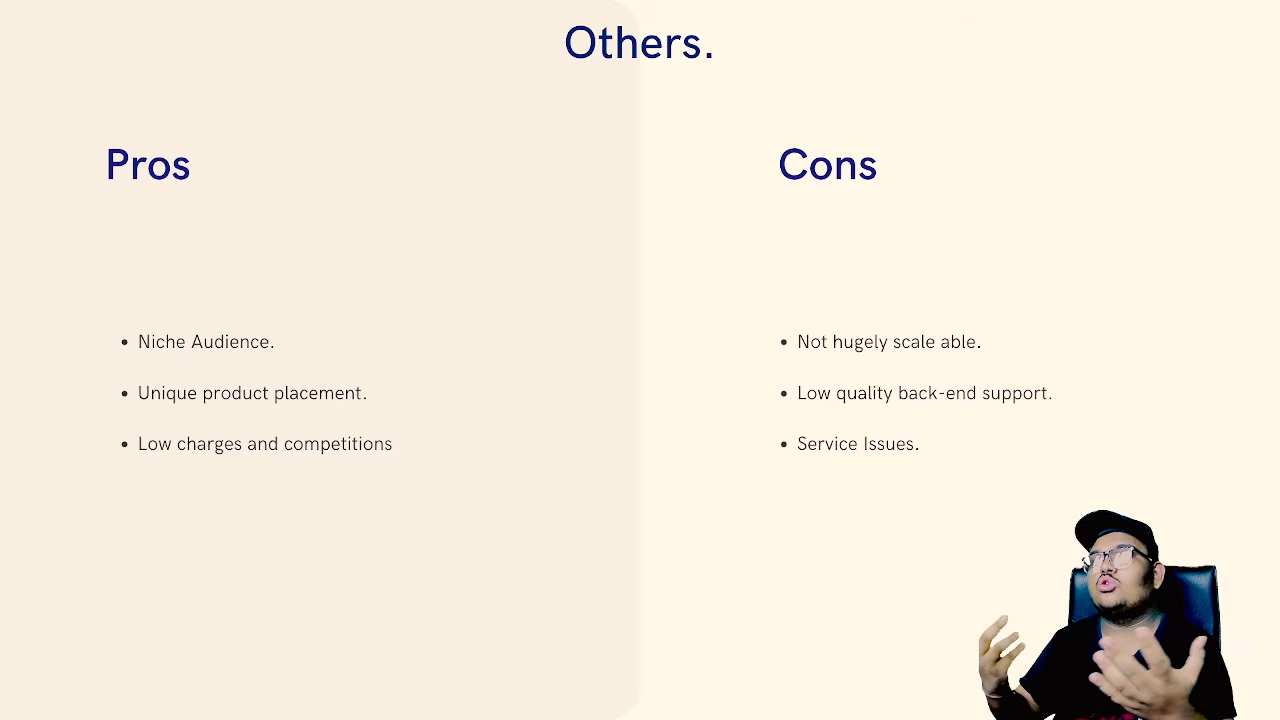 Others.
Pros
Cons
Niche Audience.
Unique product placement.
Low charges and competitions
Not hugely scale able.
Low quality back-end support.
Service Issues.